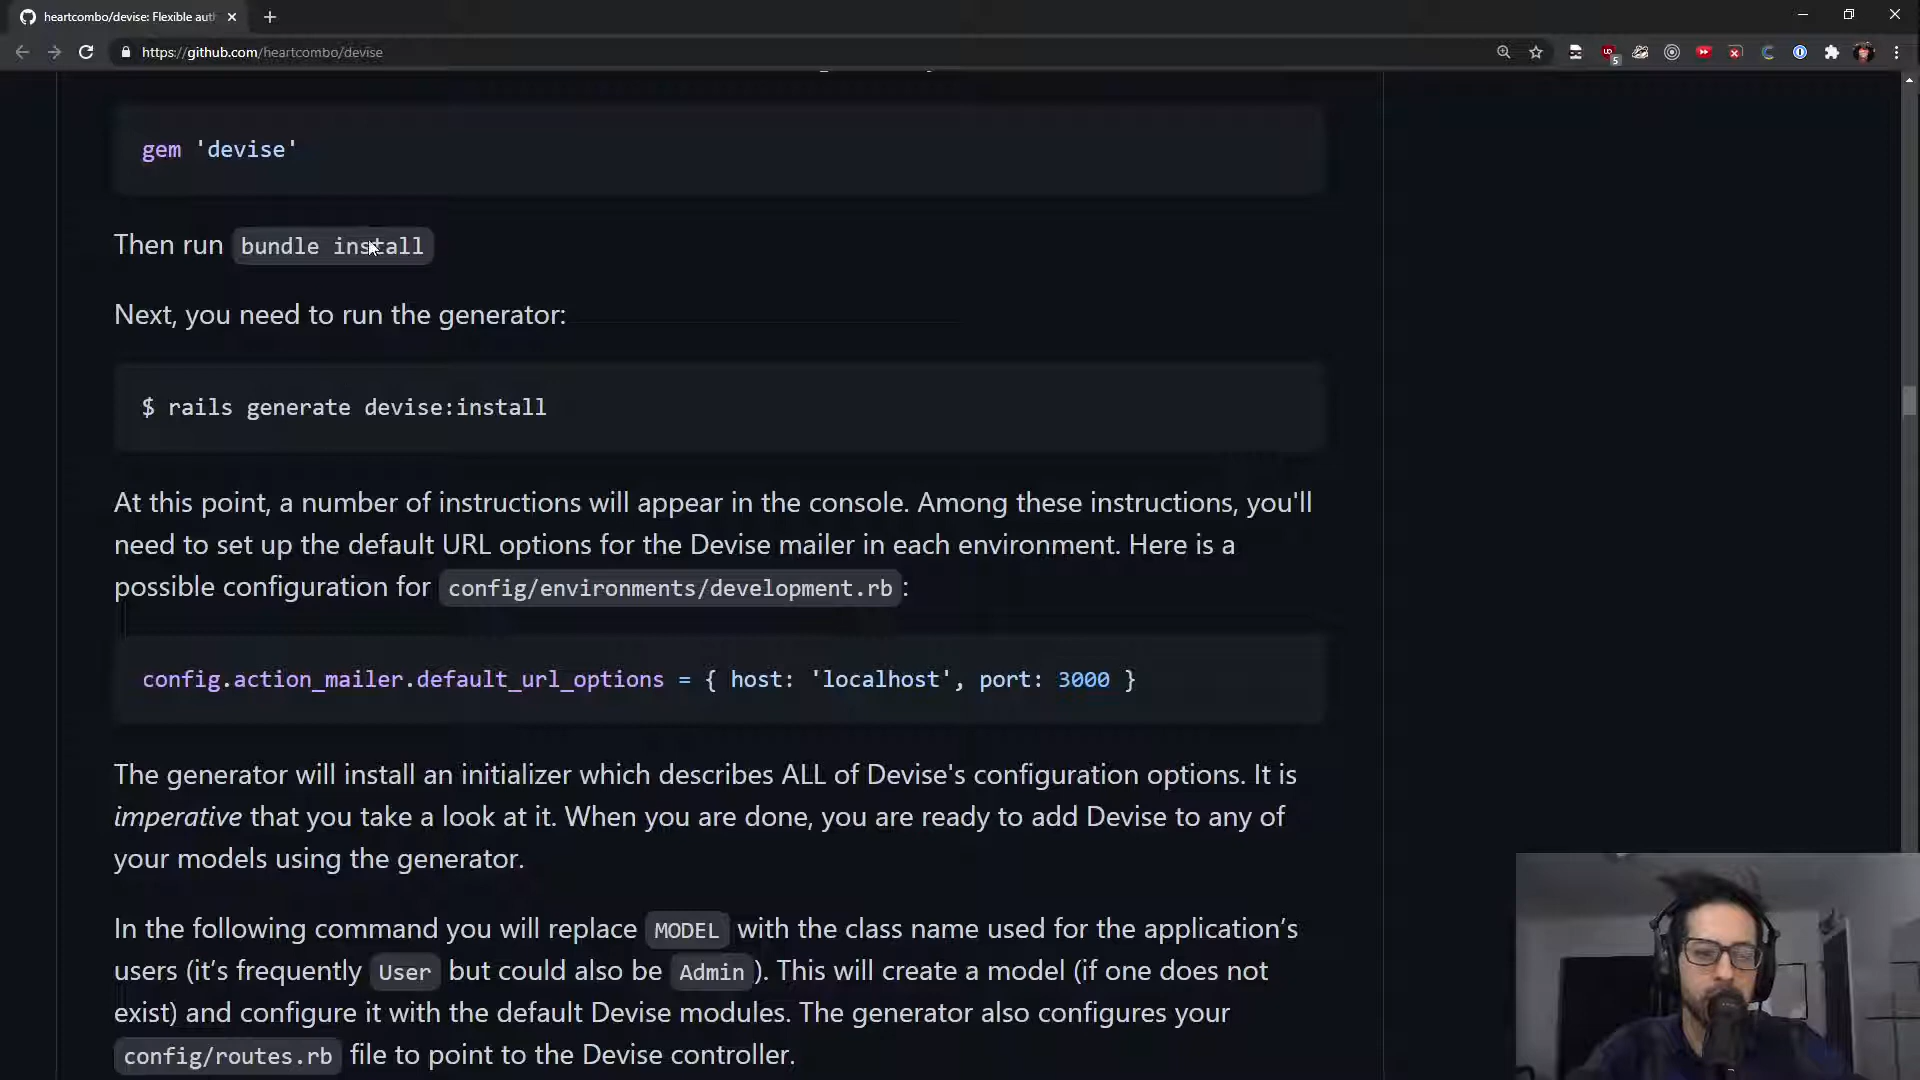 heartcombo/devise: Flexible aut
https://github.com/heartcombo/devise
5
gem 'devise'
Then run bundle install
Next, you need to run the generator:
$ rails generate devise:install
At this point, a number of instructions will appear in the console. Among these instructions, you'll
need to set up the default URL options for the Devise mailer in each environment. Here is a
possible configuration for config/environments/development.rb :
config.action_mailer.default_url_options = { host: 'localhost', port: 3000 }
The generator will install an initializer which describes ALL of Devise's configuration options. It is
imperative that you take a look at it. When you are done, you are ready to add Devise to any of
your models using the generator.
In the following command you will replace MODEL with the class name used for the application’s
users (it’s frequently User but could also be Admin ). This will create a model (if one does not
exist) and configure it with the default Devise modules. The generator also configures your
config/routes.rb file to point to the Devise controller.